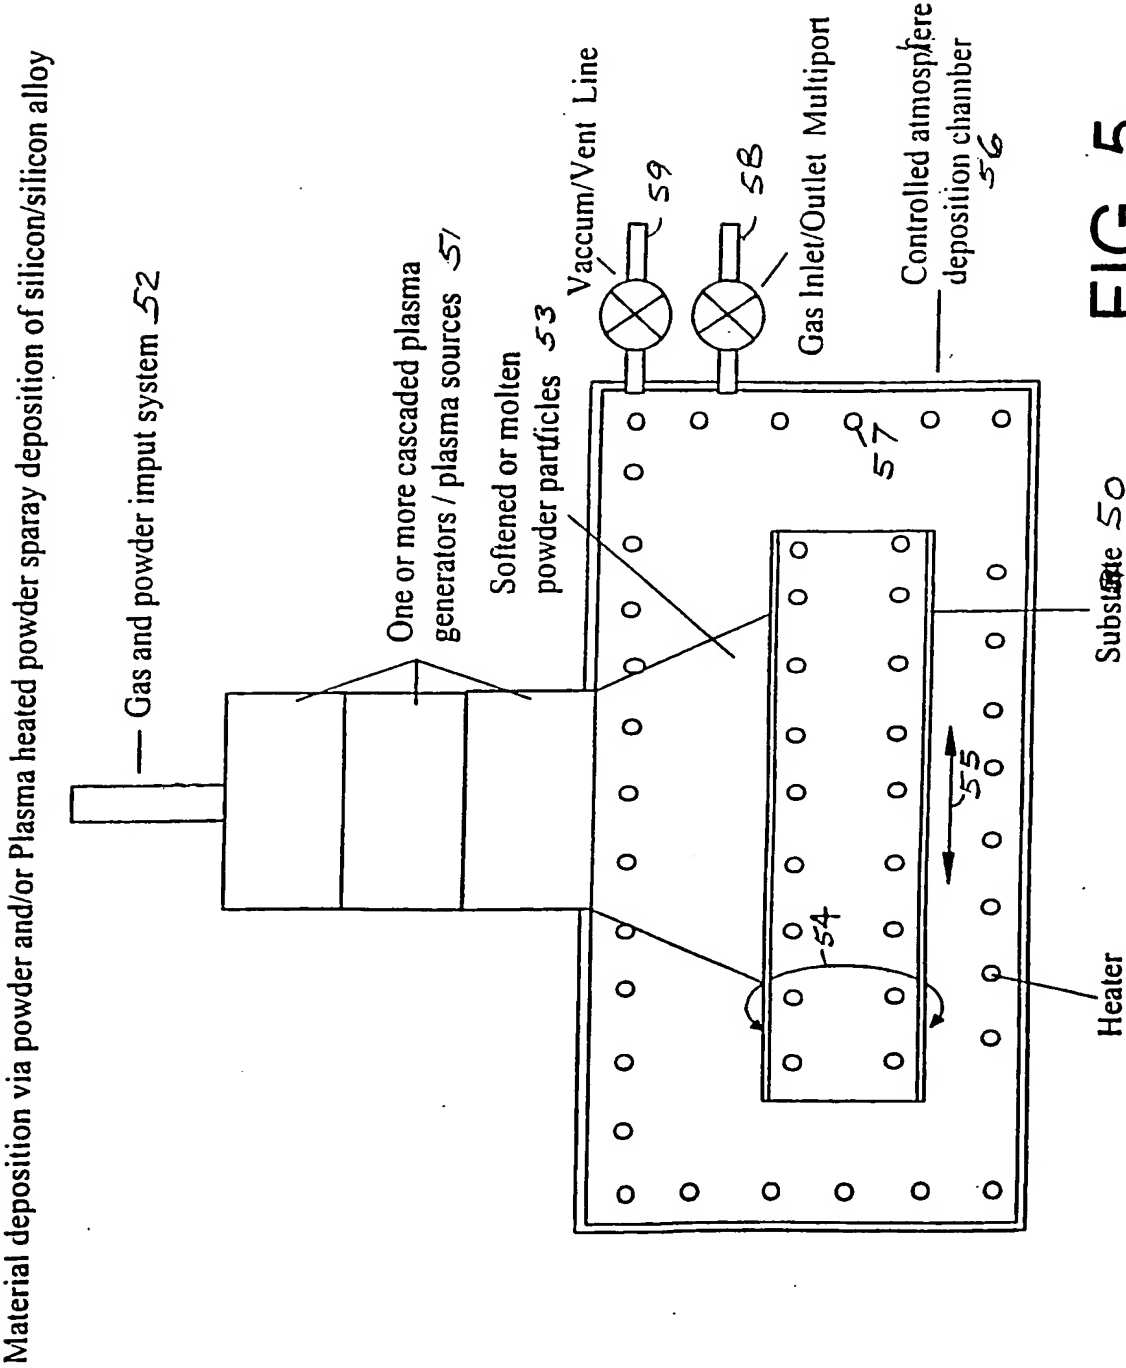 Material deposition via powder and/or Plasma heated powder sparay deposition of silicon/silicon alloy
Gas and powder imput system 52
One or more cascaded plasma
generators / plasma sources 51
Softened or molten
powder particles 53
Vaccum/Vent Line
59
58
Gas Inlet/Outlet Multiport
Controlled atmosphere
deposition chamber
56
57
54
55
Heater
Substrate 50
FIG 5